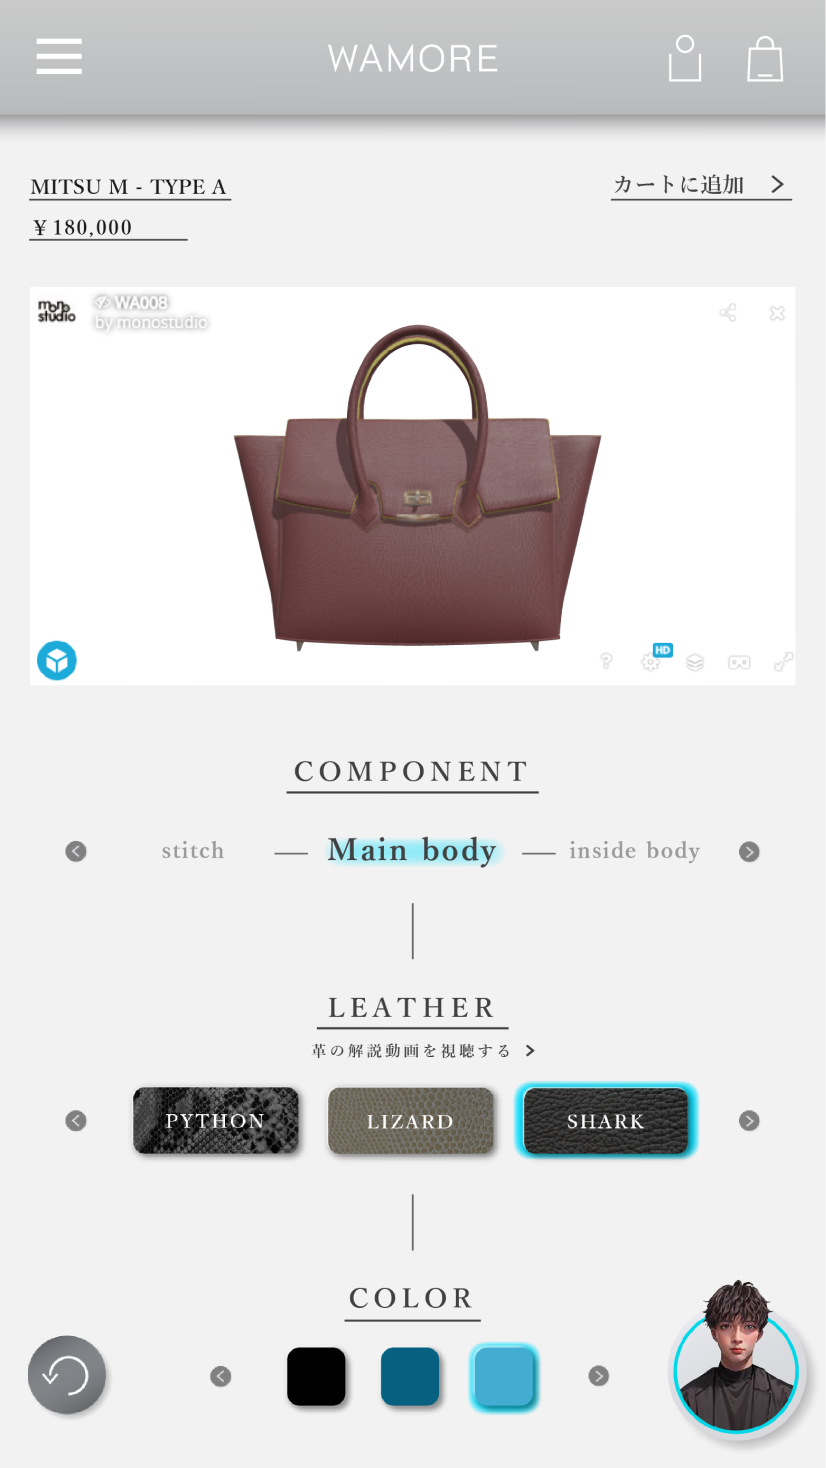 WAMORE
MITSU M - TYPE A
カートに追加
¥180,000
mono studio
WA008
by monostudio
HD
COMPONENT
stitch
Main body
inside body
LEATHER
革の解説動画を視聴する
PYTHON
LIZARD
SHARK
COLOR